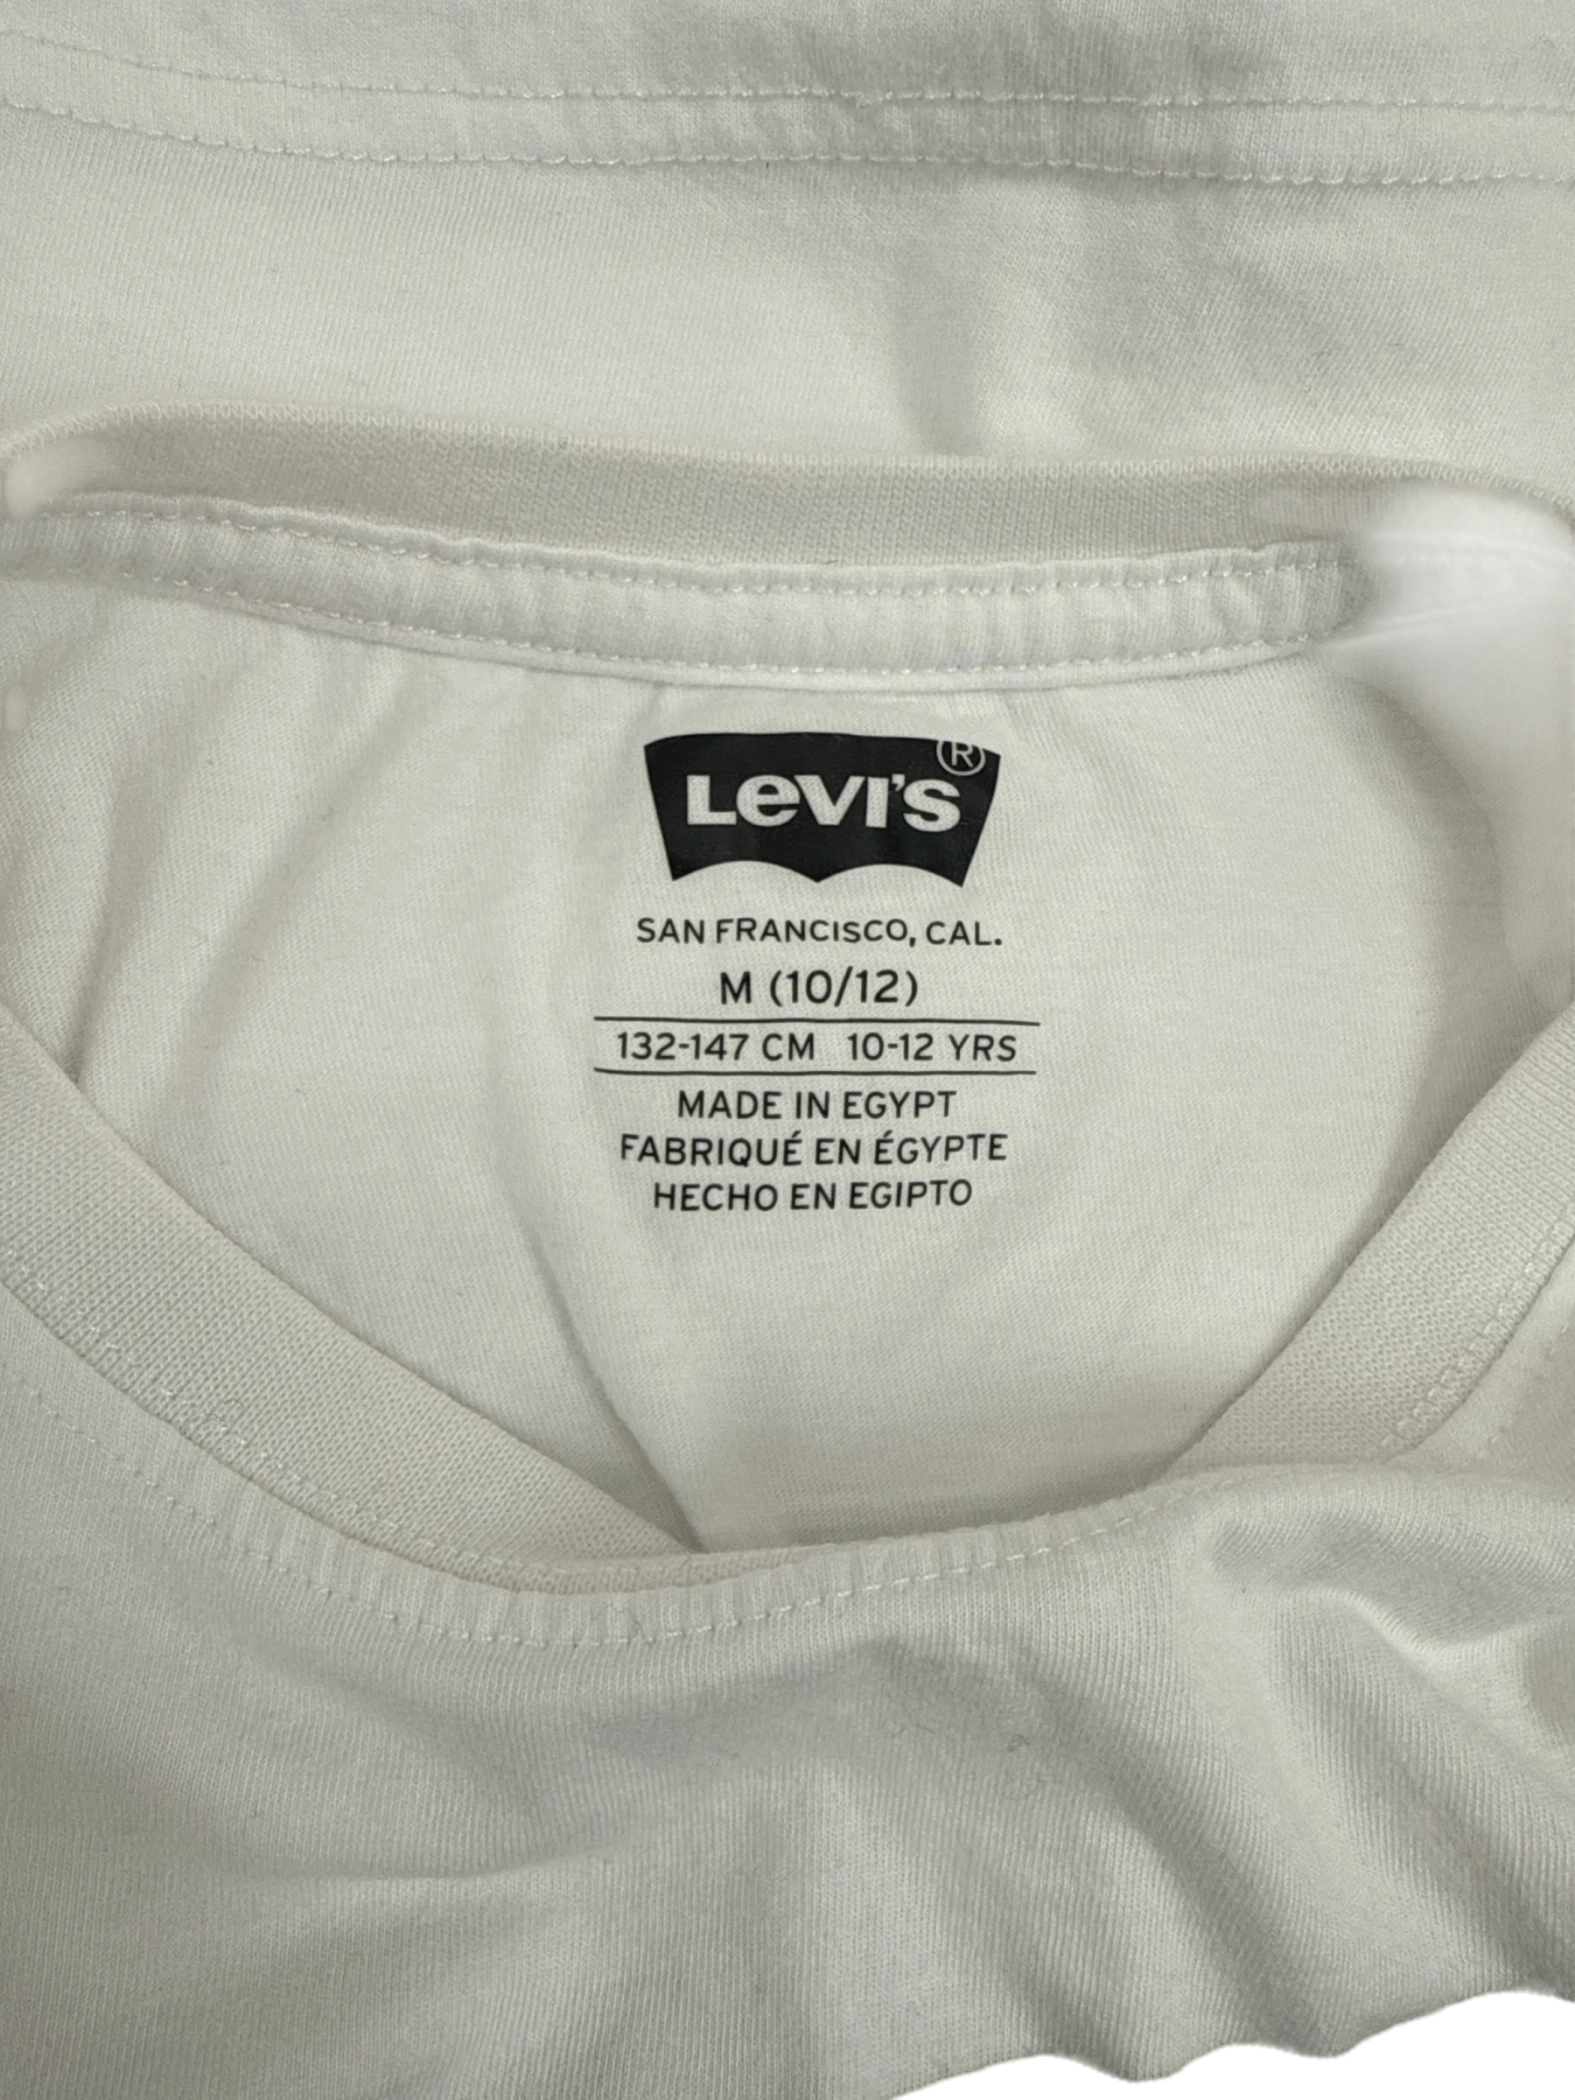 LEVI'S®
SAN FRANCISCO, CAL.
M (10/12)
132-147 CM 10-12 YRS
MADE IN EGYPT
FABRIQUÉ EN ÉGYPTE
HECHO EN EGIPTO